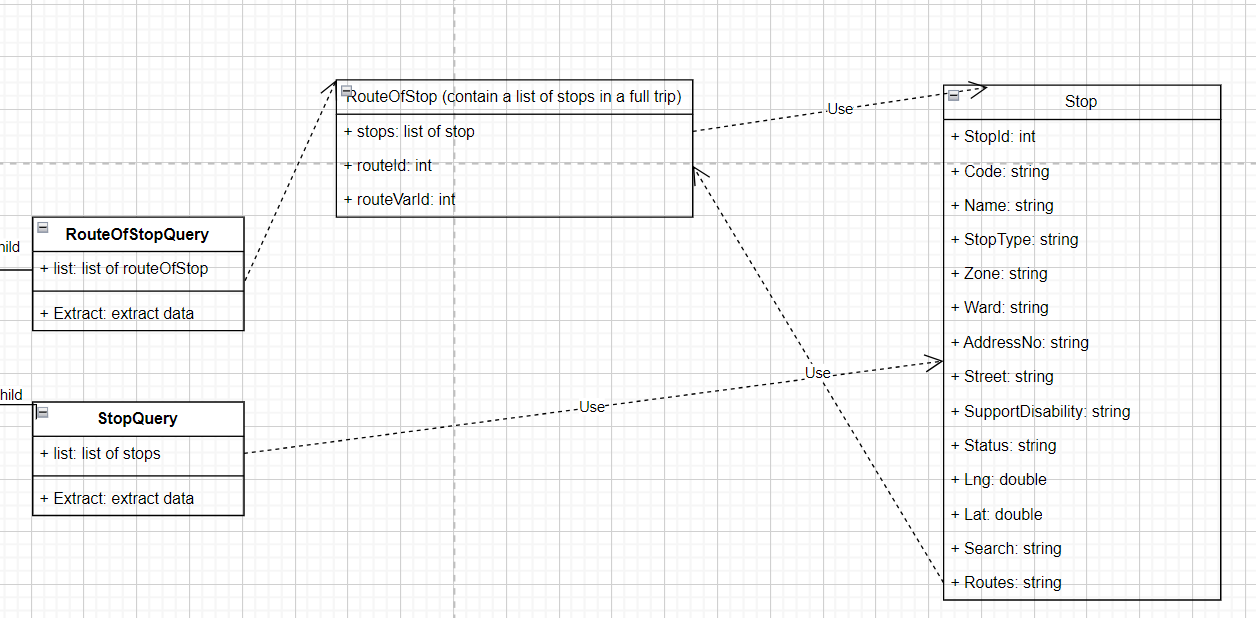 RouteOfStop (contain a list of stops in a full trip)
+ stops: list of stop
+ routeId: int
+ routeVarId: int
Use
Stop
+ StopId: int
+ Code: string
+ Name: string
+ StopType: string
+ Zone: string
+ Ward: string
+ AddressNo: string
+ Street: string
+ SupportDisability: string
+ Status: string
+ Lng: double
+ Lat: double
+ Search: string
+ Routes: string
hild
RouteOfStopQuery
+ list: list of routeOfStop
+ Extract: extract data
Use
Use
hild
StopQuery
+ list: list of stops
+ Extract: extract data